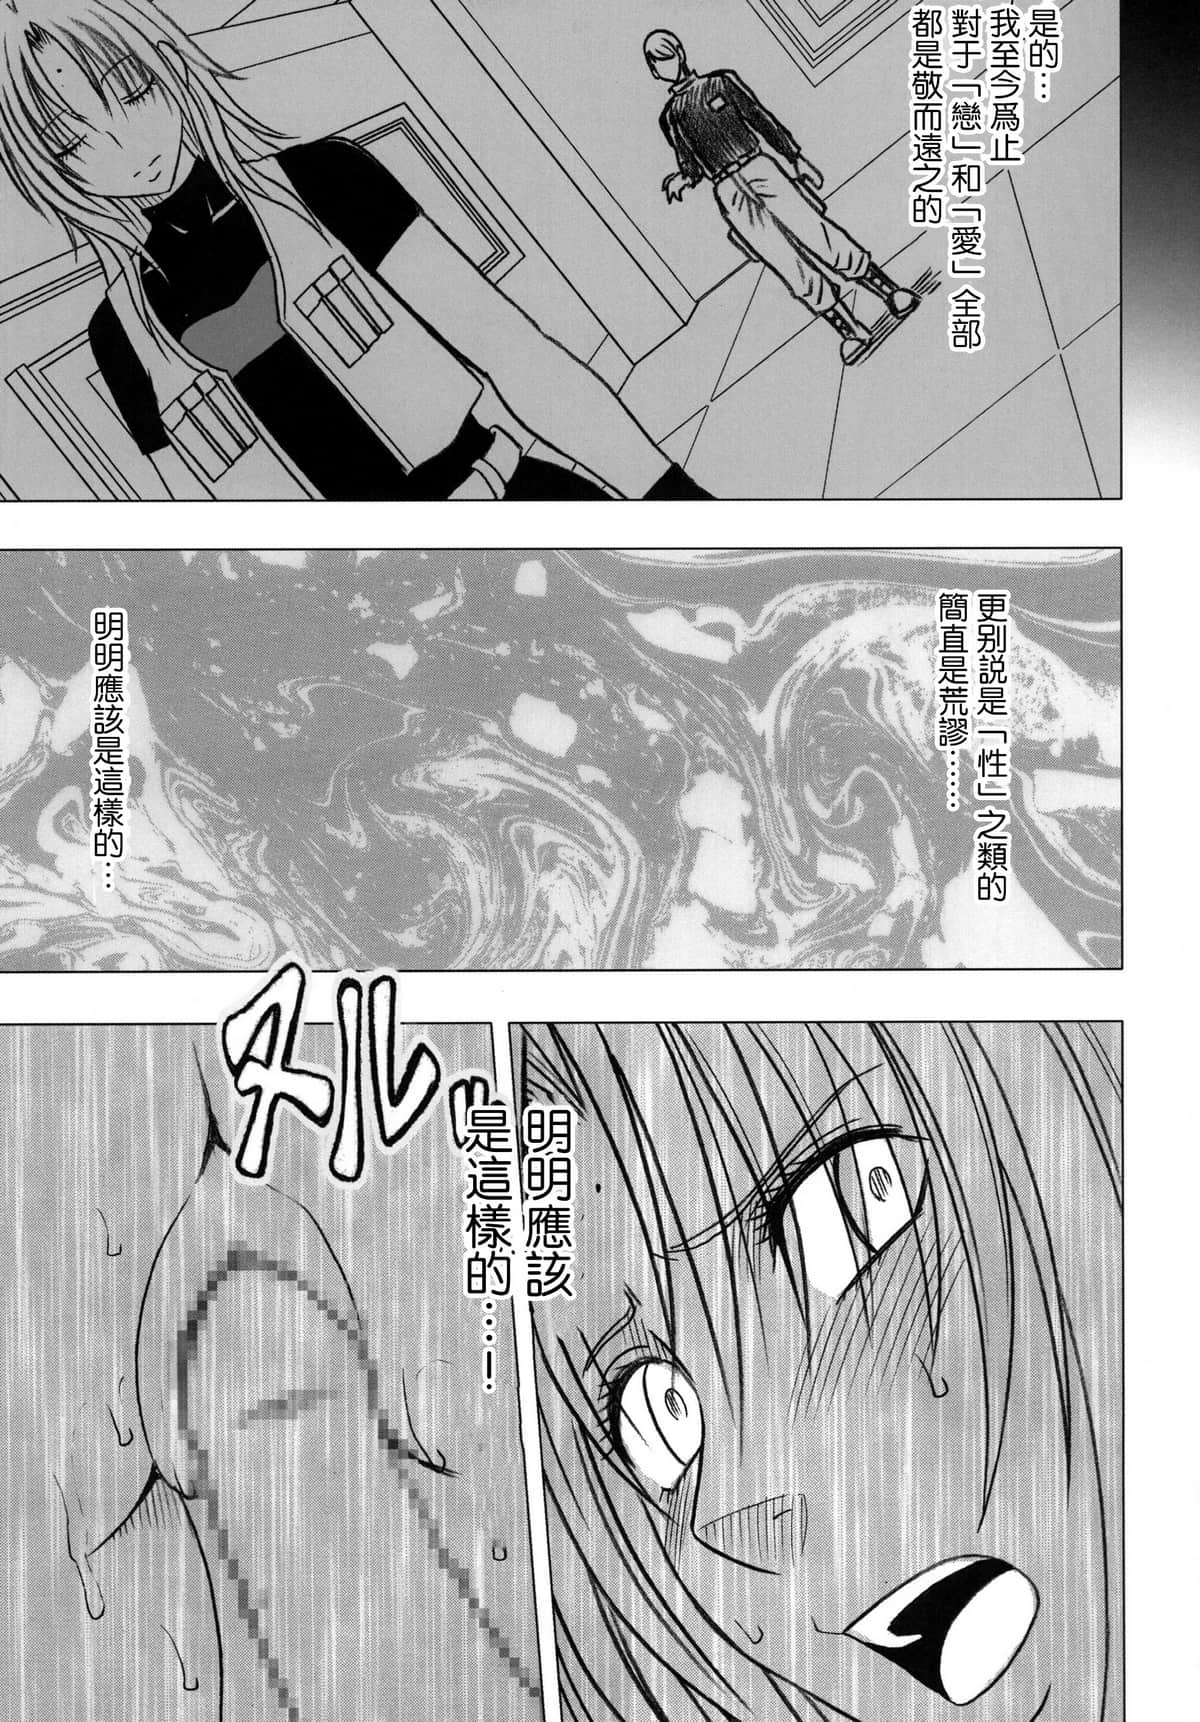 是的…
我至今爲止
對于「戀」和「愛」全部
都是敬而遠之的
更别説是「性」之類的
簡直是荒謬……
明明應該是這樣的…
明明應該
是這樣的…！
ヌルッ